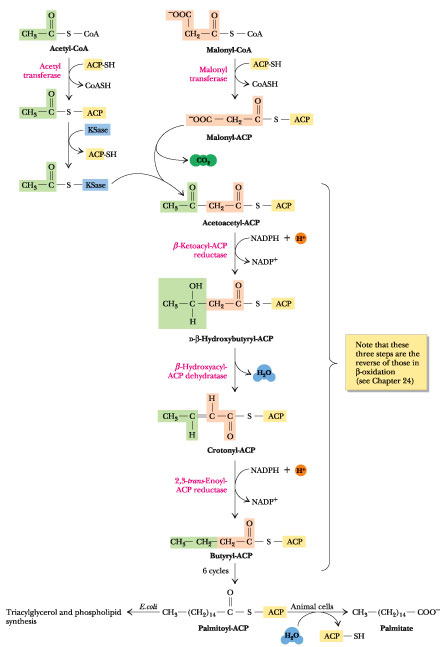 O
⁻OOC O
CH₃—C—S—CoA
CH₂—C—S—CoA
Acetyl-CoA
Malonyl-CoA
Acetyl
transferase
ACP-SH
CoASH
Malonyl
transferase
ACP-SH
CoASH
O
CH₃—C—S—ACP
O
⁻OOC—CH₂—C—S—ACP
Malonyl-ACP
KSase
ACP-SH
CO₂
O
CH₃—C—S—KSase
O O
CH₃—C—CH₂—C—S—ACP
Acetoacetyl-ACP
β-Ketoacyl-ACP
reductase
NADPH + H⁺
NADP⁺
OH O
CH₃—C—CH₂—C—S—ACP
H
D-β-Hydroxybutyryl-ACP
β-Hydroxyacyl-
ACP dehydratase
H₂O
Note that these
three steps are the
reverse of those in
β-oxidation
(see Chapter 24)
H
CH₃—C=C—C—S—ACP
H O
Crotonyl-ACP
2,3-trans-Enoyl-
ACP reductase
NADPH + H⁺
NADP⁺
O
CH₃—CH₂—CH₂—C—S—ACP
Butyryl-ACP
6 cycles
O
Triacylglycerol and phospholipid
synthesis
E.coli
CH₃—(CH₂)₁₄—C—S—ACP
Palmitoyl-ACP
Animal cells
H₂O
ACP—SH
CH₃—(CH₂)₁₄—COO⁻
Palmitate